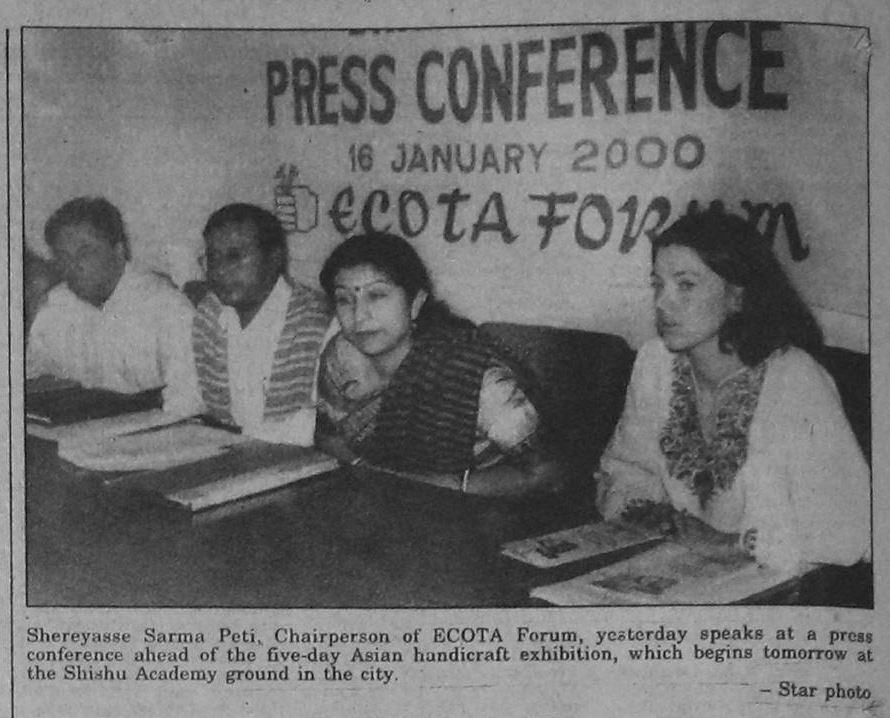 PRESS CONFERENCE
16 JANUARY 2000
ECOTA FORUM
Shereyasse Sarma Peti, Chairperson of ECOTA Forum, yesterday speaks at a press
conference ahead of the five-day Asian handicraft exhibition, which begins tomorrow at
the Shishu Academy ground in the city.
– Star photo